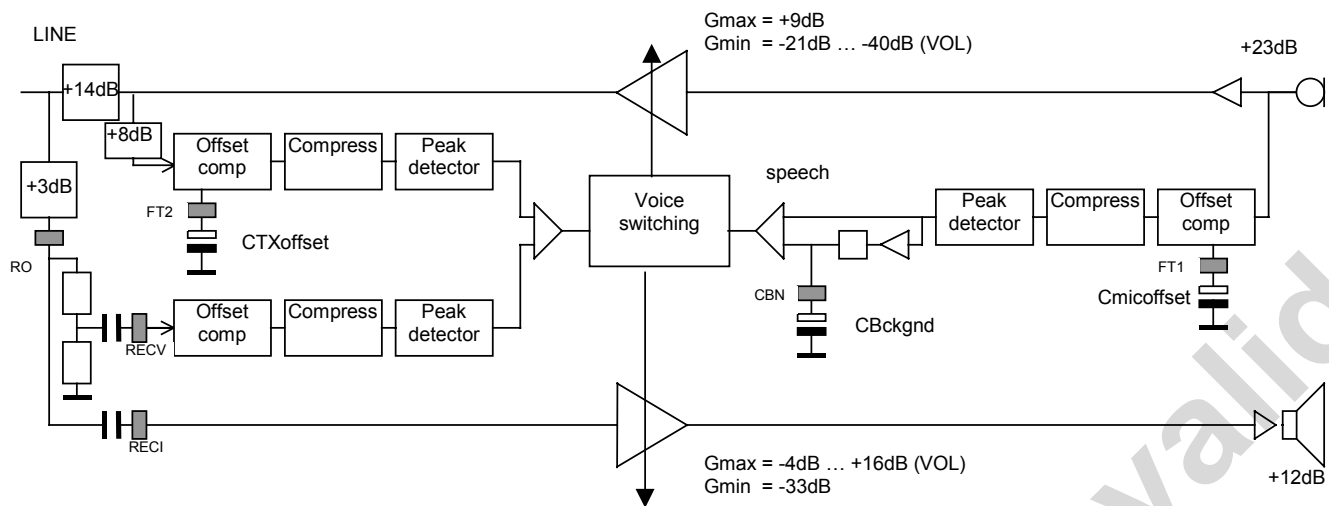 Gmax = +9dB
Gmin = -21dB … -40dB (VOL)
LINE
+23dB
+14dB
+8dB
Offset comp
Compress
Peak detector
+3dB
Voice switching
speech
Peak detector
Compress
Offset comp
FT2
CTXoffset
RO
FT1
CBN
Cmicoffset
CBckgnd
Offset comp
Compress
Peak detector
RECV
RECI
Gmax = -4dB … +16dB (VOL)
Gmin = -33dB
+12dB
valid